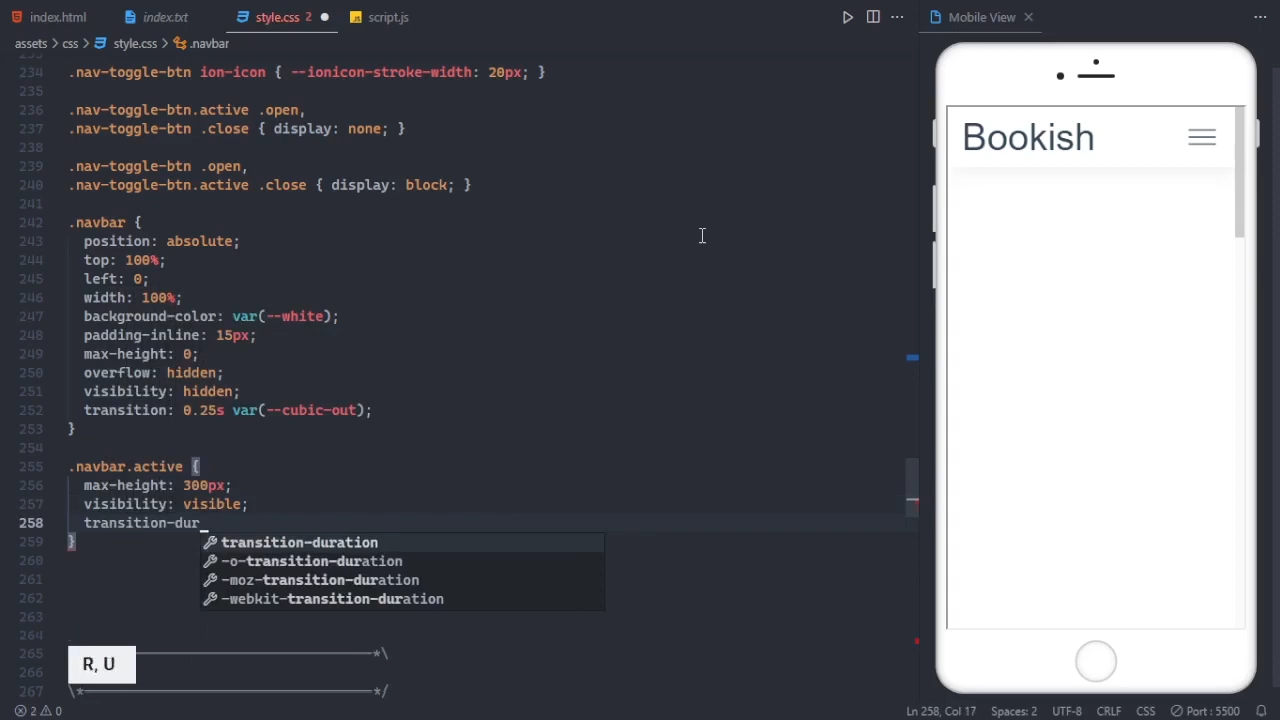 index.html index.txt style.css 2 script.js Mobile View
assets > css > style.css > .navbar
234 .nav-toggle-btn ion-icon { --ionicon-stroke-width: 20px; }
235
236 .nav-toggle-btn.active .open,
237 .nav-toggle-btn .close { display: none; }
238
239 .nav-toggle-btn .open,
240 .nav-toggle-btn.active .close { display: block; }
241
242 .navbar {
243 position: absolute;
244 top: 100%;
245 left: 0;
246 width: 100%;
247 background-color: var(--white);
248 padding-inline: 15px;
249 max-height: 0;
250 overflow: hidden;
251 visibility: hidden;
252 transition: 0.25s var(--cubic-out);
253 }
254
255 .navbar.active {
256 max-height: 300px;
257 visibility: visible;
258 transition-dur
259 }
transition-duration
260 -o-transition-duration
261 -moz-transition-duration
262 -webkit-transition-duration
263
264
265 *\
266
267 \**/
R, U
Bookish
2 0 Ln 258, Col 17 Spaces: 2 UTF-8 CRLF CSS Port : 5500